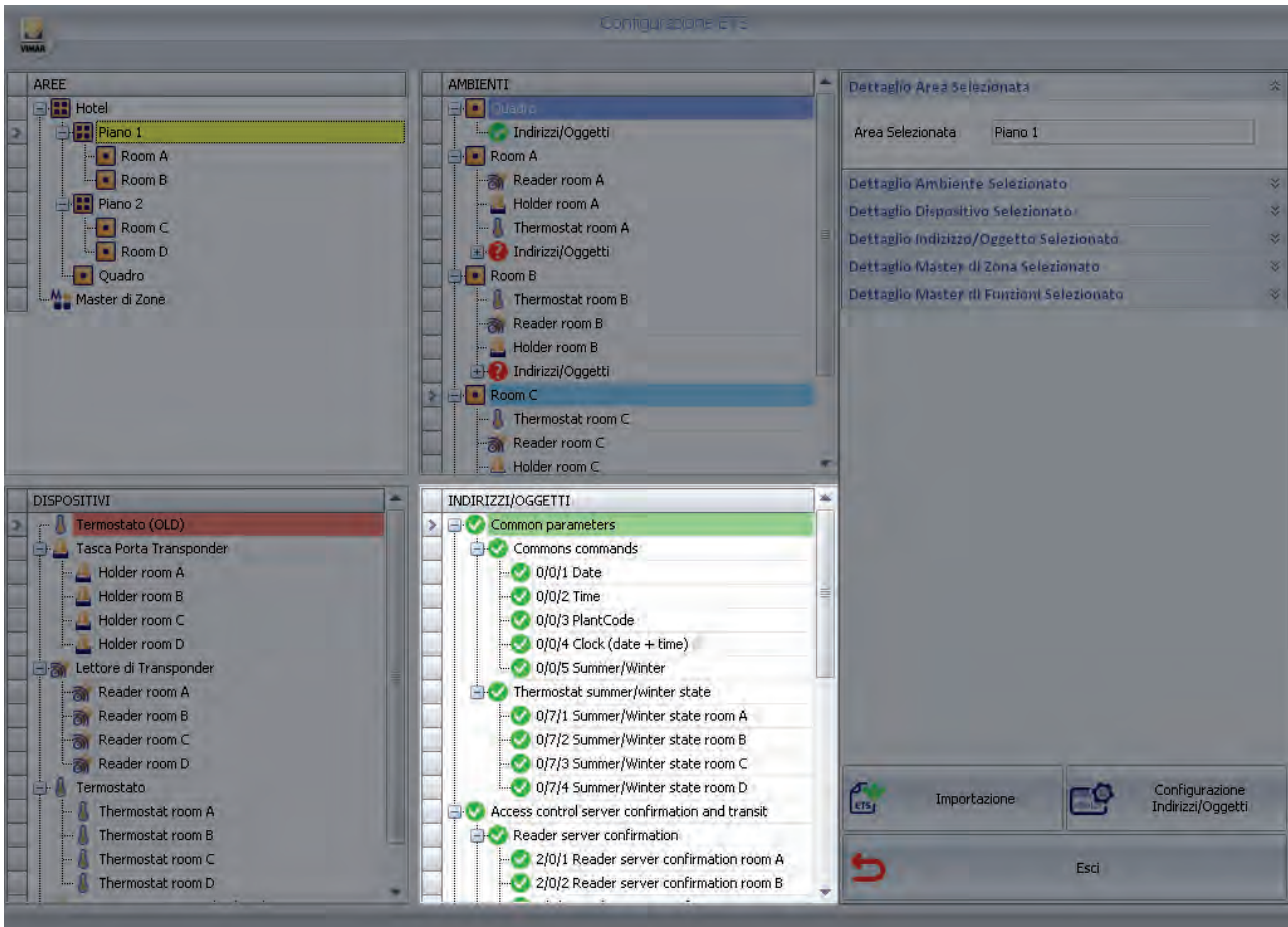 Configurazione ETE
VIMAR
AREE
Hotel
Piano 1
Room A
Room B
Piano 2
Room C
Room D
Quadro
Master di Zone
AMBIENTI
Quadro
Indirizzi/Oggetti
Room A
Reader room A
Holder room A
Thermostat room A
Indirizzi/Oggetti
Room B
Thermostat room B
Reader room B
Holder room B
Indirizzi/Oggetti
Room C
Thermostat room C
Reader room C
Holder room C
Dettaglio Area Selezionata
Area Selezionata Piano 1
Dettaglio Ambiente Selezionato
Dettaglio Dispositivo Selezionato
Dettaglio Indizizzo/Oggetto Selezionato
Dettaglio Master di Zona Selezionato
Dettaglio Master di Funzioni Selezionato
DISPOSITIVI
Termostato (OLD)
Tasca Porta Transponder
Holder room A
Holder room B
Holder room C
Holder room D
Lettore di Transponder
Reader room A
Reader room B
Reader room C
Reader room D
Termostato
Thermostat room A
Thermostat room B
Thermostat room C
Thermostat room D
INDIRIZZI/OGGETTI
Common parameters
Commons commands
0/0/1 Date
0/0/2 Time
0/0/3 PlantCode
0/0/4 Clock (date + time)
0/0/5 Summer/Winter
Thermostat summer/winter state
0/7/1 Summer/Winter state room A
0/7/2 Summer/Winter state room B
0/7/3 Summer/Winter state room C
0/7/4 Summer/Winter state room D
Access control server confirmation and transit
Reader server confirmation
2/0/1 Reader server confirmation room A
2/0/2 Reader server confirmation room B
ETS
Importazione
Configurazione
Indirizzi/Oggetti
Esci